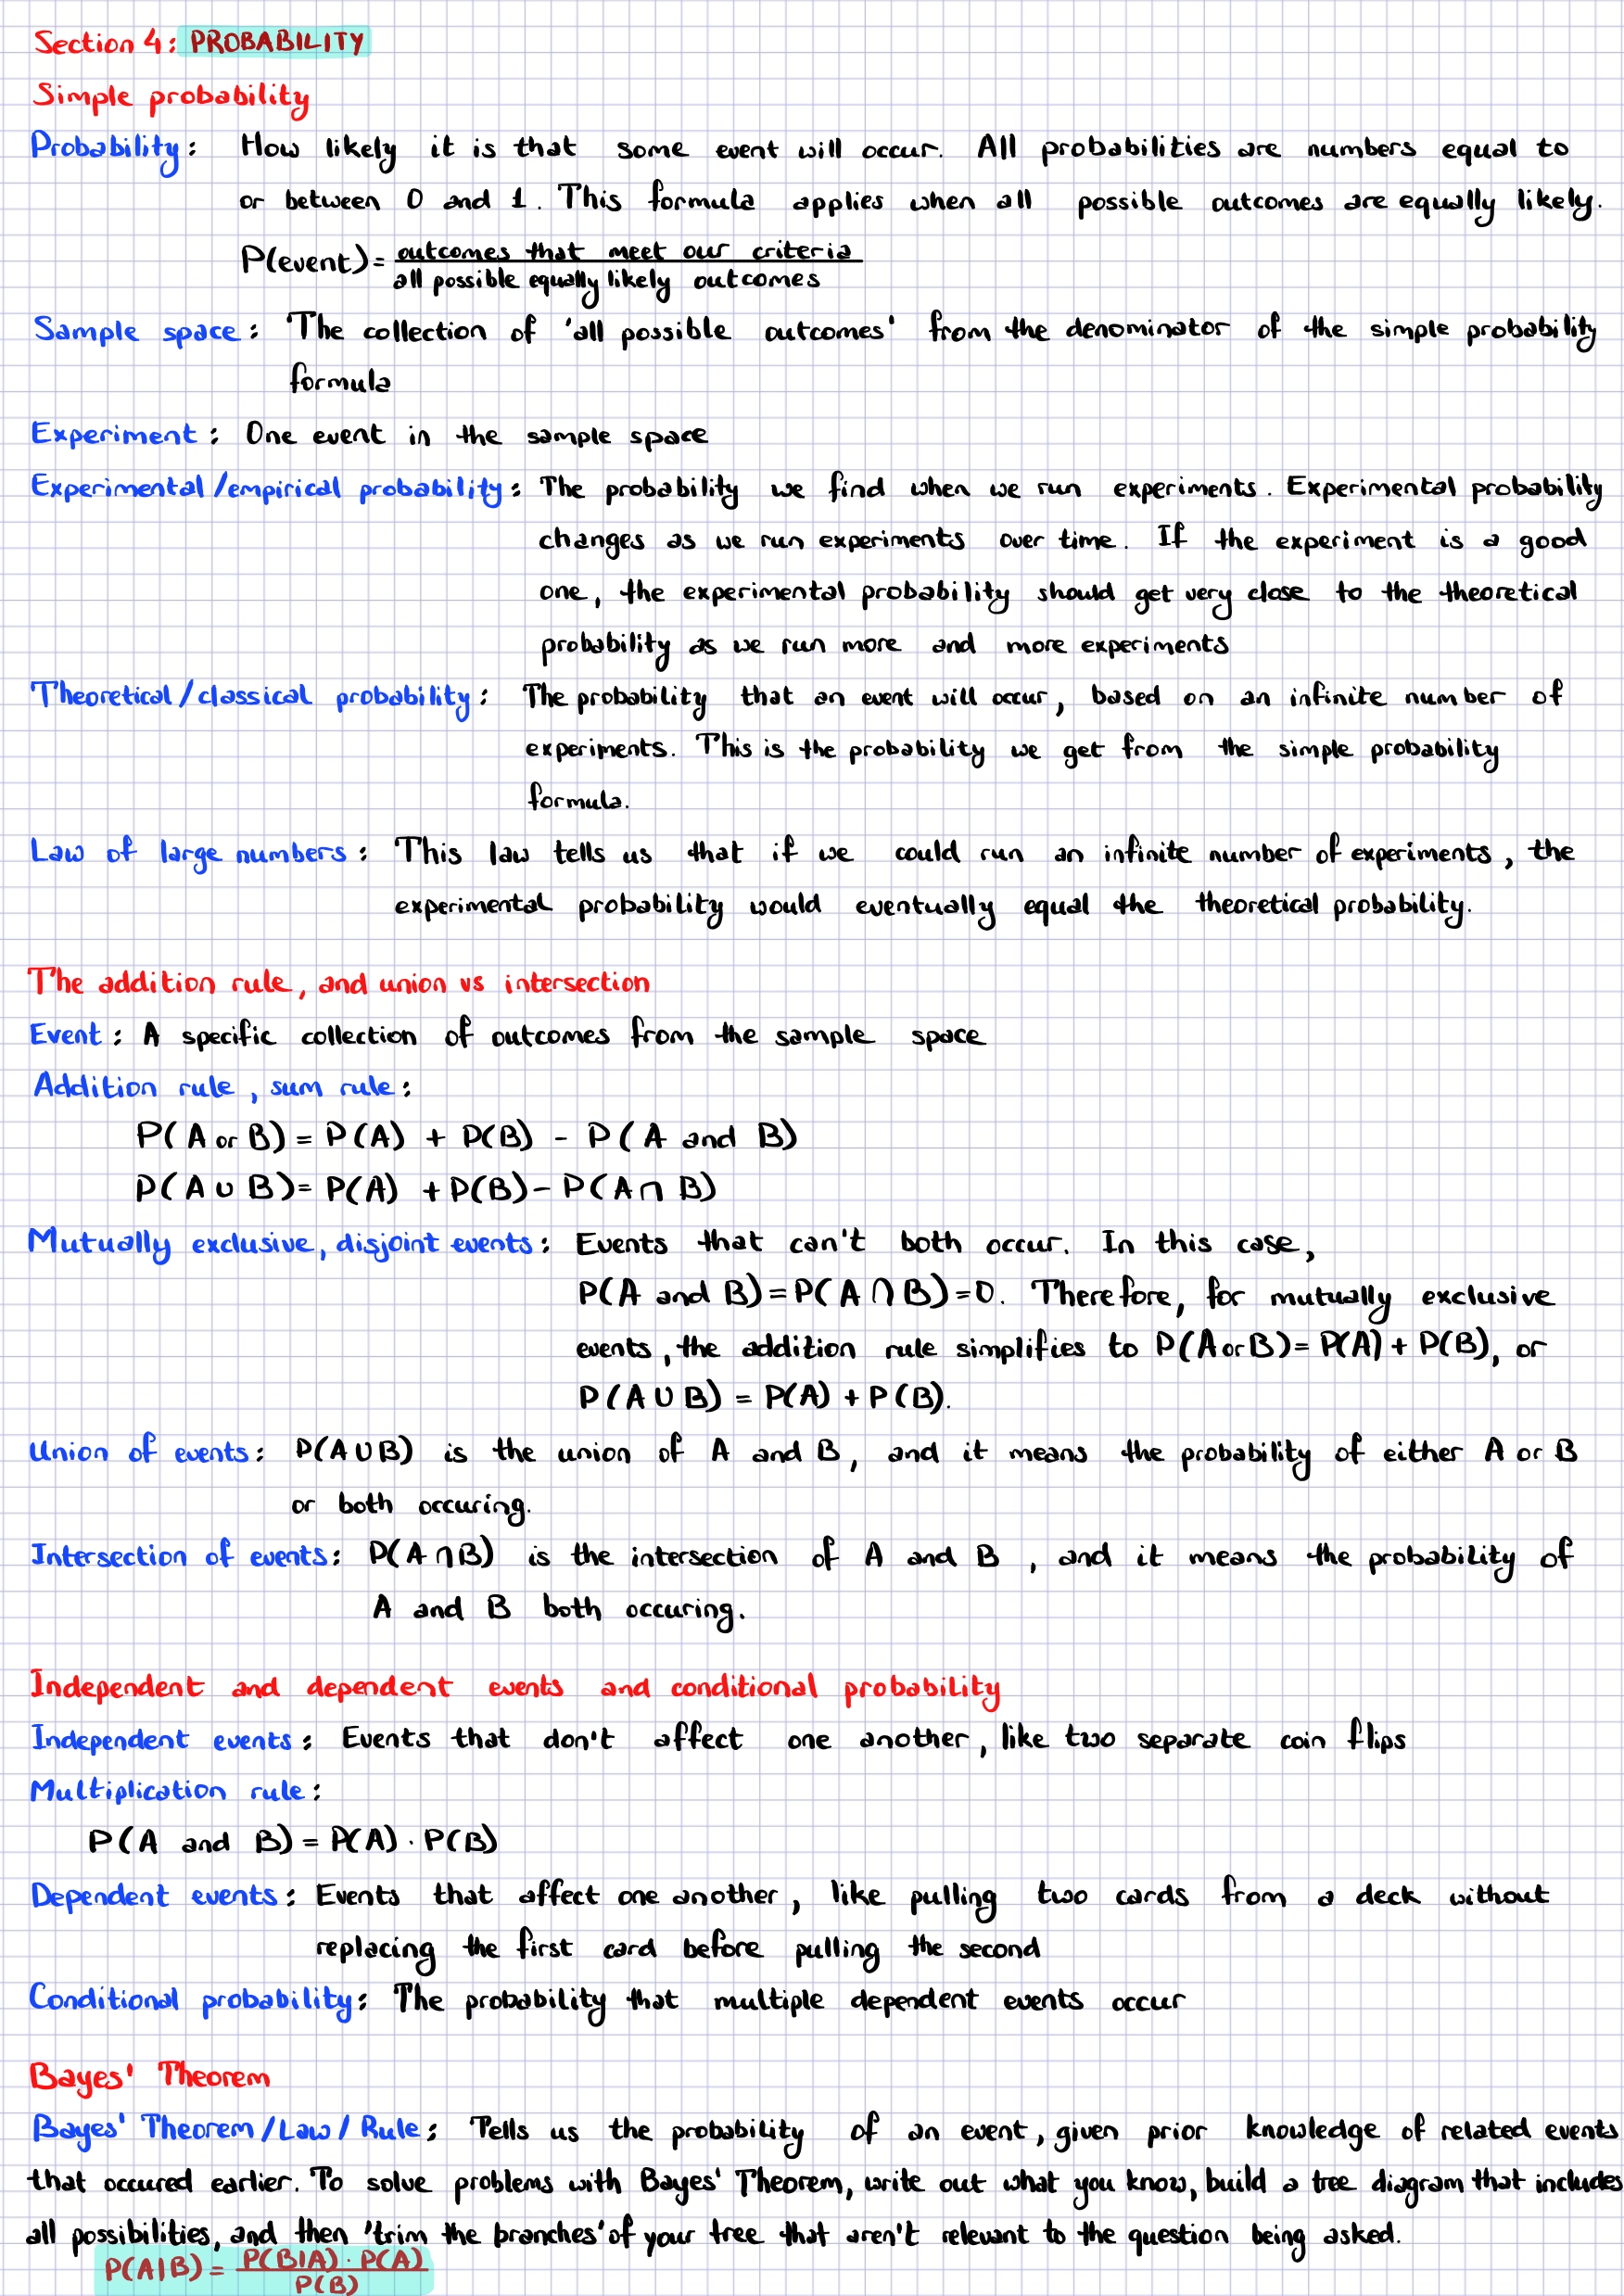 Section 4: PROBABILITY
Simple probability
Probability: How likely it is that some event will occur. All probabilities are numbers equal to
or between 0 and 1. This formula applies when all possible outcomes are equally likely.
P(event) = outcomes that meet our criteria
all possible equally likely outcomes
Sample space: The collection of 'all possible outcomes' from the denominator of the simple probability
formula
Experiment: One event in the sample space
Experimental/empirical probability: The probability we find when we run experiments. Experimental probability
changes as we run experiments over time. If the experiment is a good
one, the experimental probability should get very close to the theoretical
probability as we run more and more experiments
Theoretical/classical probability: The probability that an event will occur, based on an infinite number of
experiments. This is the probability we get from the simple probability
formula.
Law of large numbers: This law tells us that if we could run an infinite number of experiments, the
experimental probability would eventually equal the theoretical probability.
The addition rule, and union vs intersection
Event: A specific collection of outcomes from the sample space
Addition rule, sum rule:
P(A or B) = P(A) + P(B) - P(A and B)
P(A ∪ B) = P(A) + P(B) - P(A ∩ B)
Mutually exclusive, disjoint events: Events that can't both occur. In this case,
P(A and B) = P(A ∩ B) = 0. Therefore, for mutually exclusive
events, the addition rule simplifies to P(A or B) = P(A) + P(B), or
P(A ∪ B) = P(A) + P(B).
Union of events: P(A ∪ B) is the union of A and B, and it means the probability of either A or B
or both occuring.
Intersection of events: P(A ∩ B) is the intersection of A and B, and it means the probability of
A and B both occuring.
Independent and dependent events and conditional probability
Independent events: Events that don't affect one another, like two separate coin flips
Multiplication rule:
P(A and B) = P(A) · P(B)
Dependent events: Events that affect one another, like pulling two cards from a deck without
replacing the first card before pulling the second
Conditional probability: The probability that multiple dependent events occur
Bayes' Theorem
Bayes' Theorem/Law/Rule: Tells us the probability of an event, given prior knowledge of related events
that occured earlier. To solve problems with Bayes' Theorem, write out what you know, build a tree diagram that includes
all possibilities, and then 'trim the branches' of your tree that aren't relevant to the question being asked.
P(A|B) = P(B|A) · P(A)
P(B)